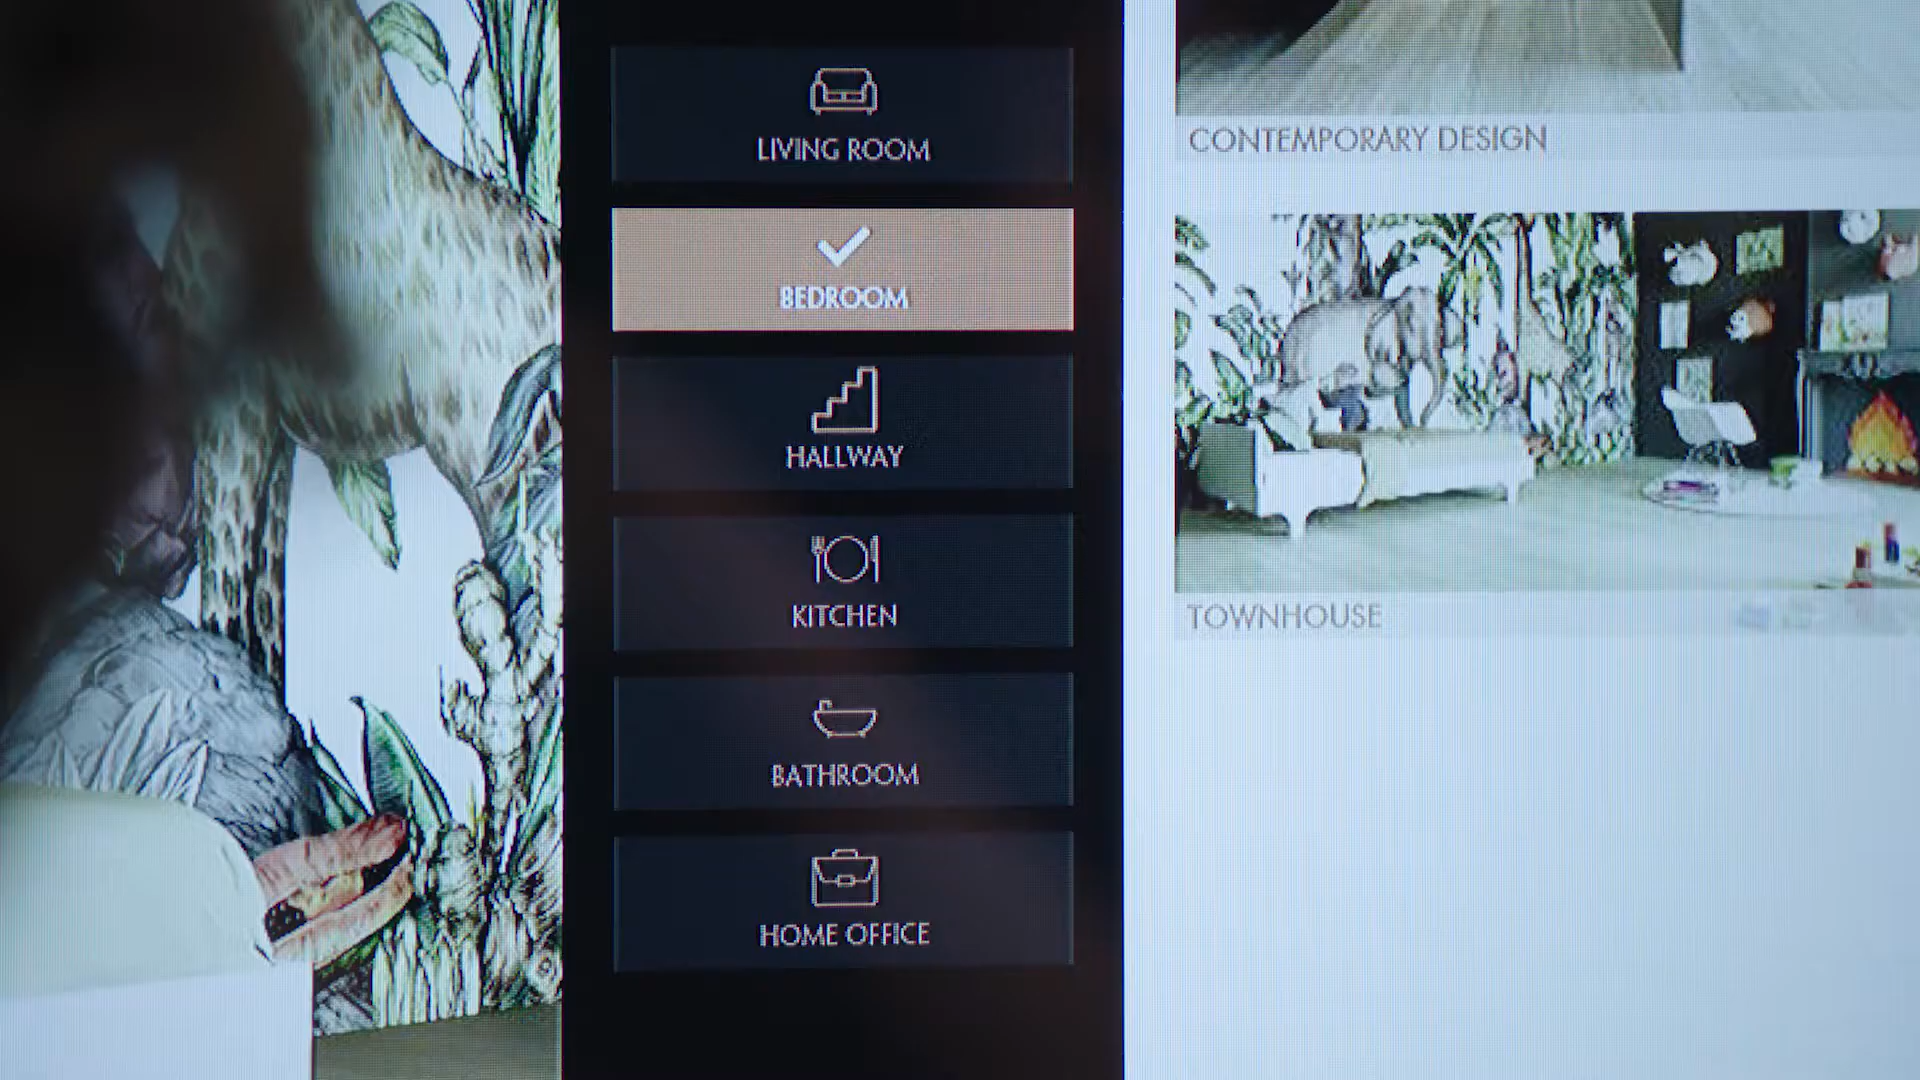 LIVING ROOM
BEDROOM
HALLWAY
KITCHEN
BATHROOM
HOME OFFICE
CONTEMPORARY DESIGN
TOWNHOUSE